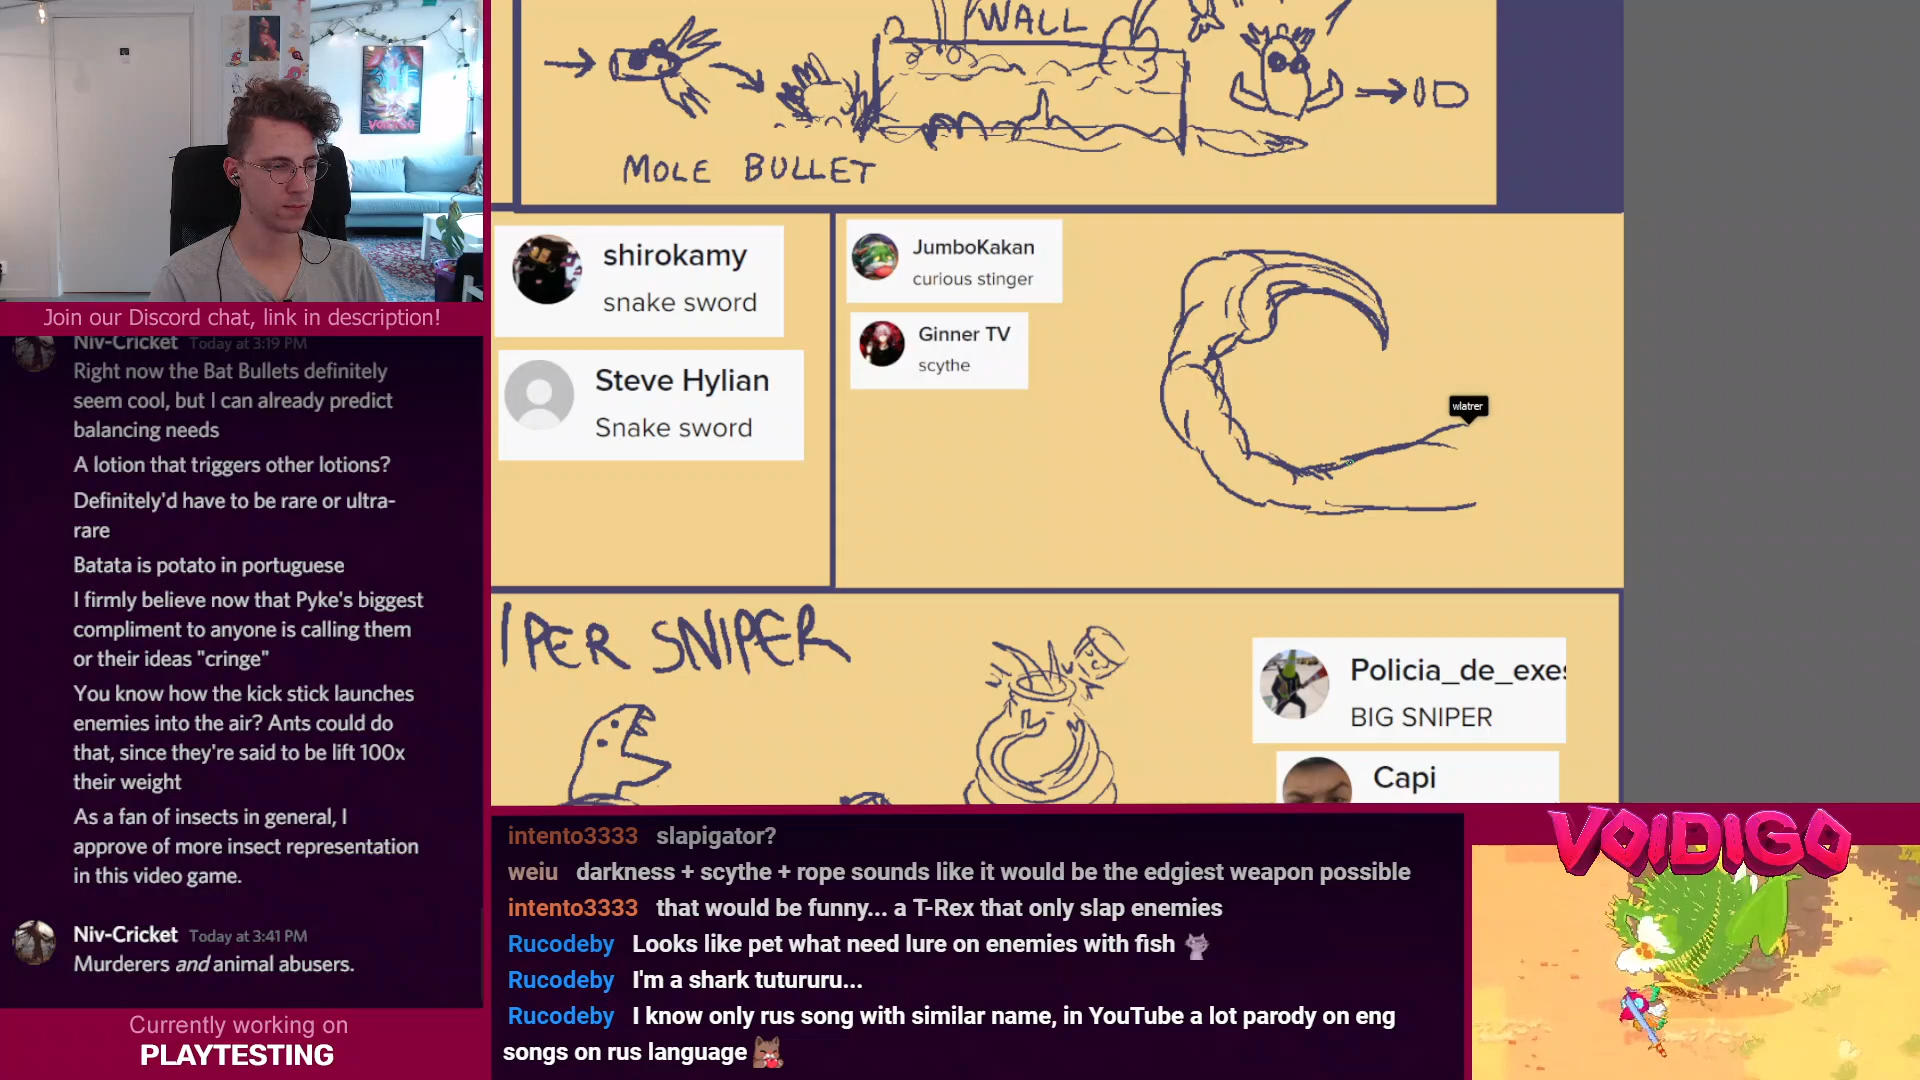 WALL
ID
MOLE BULLET
shirokamy
snake sword
Steve Hylian
Snake sword
JumboKakan
curious stinger
Ginner TV
scythe
wlatrer
IPER SNIPER
Policia_de_exes
BIG SNIPER
Capi
VOIDIGO
Join our Discord chat, link in description!
Niv-Cricket Today at 3:19 PM
Right now the Bat Bullets definitely
seem cool, but I can already predict
balancing needs
A lotion that triggers other lotions?
Definitely'd have to be rare or ultra-
rare
Batata is potato in portuguese
I firmly believe now that Pyke's biggest
compliment to anyone is calling them
or their ideas "cringe"
You know how the kick stick launches
enemies into the air? Ants could do
that, since they're said to be lift 100x
their weight
As a fan of insects in general, I
approve of more insect representation
in this video game.
Niv-Cricket Today at 3:41 PM
Murderers and animal abusers.
Currently working on
PLAYTESTING
intento3333 slapigator?
weiu darkness + scythe + rope sounds like it would be the edgiest weapon possible
intento3333 that would be funny... a T-Rex that only slap enemies
Rucodeby Looks like pet what need lure on enemies with fish
Rucodeby I'm a shark tutururu...
Rucodeby I know only rus song with similar name, in YouTube a lot parody on eng
songs on rus language
VOIDIGO